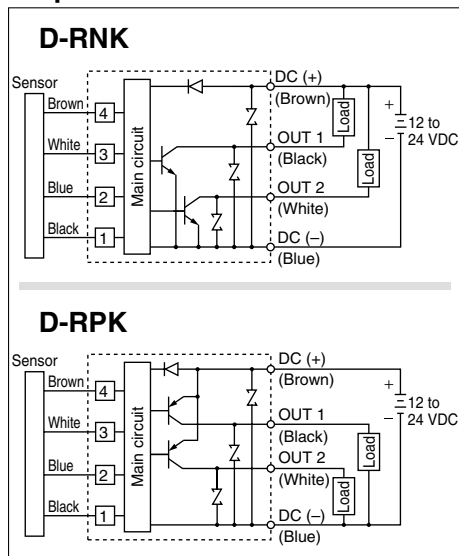 D-RNK
Sensor
Brown
4
White
3
Blue
2
Black
1
Main circuit
DC (+)
(Brown)
OUT 1
(Black)
OUT 2
(White)
DC (–)
(Blue)
Load
Load
+
–
12 to
24 VDC
D-RPK
Sensor
Brown
4
White
3
Blue
2
Black
1
Main circuit
DC (+)
(Brown)
OUT 1
(Black)
OUT 2
(White)
DC (–)
(Blue)
Load
Load
+
–
12 to
24 VDC